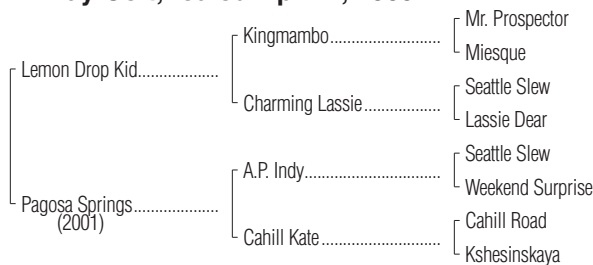 Mr. Prospector
Kingmambo
Miesque
Lemon Drop Kid
Seattle Slew
Charming Lassie
Lassie Dear
Seattle Slew
A.P. Indy
Weekend Surprise
Pagosa Springs
(2001)
Cahill Road
Cahill Kate
Kshesinskaya